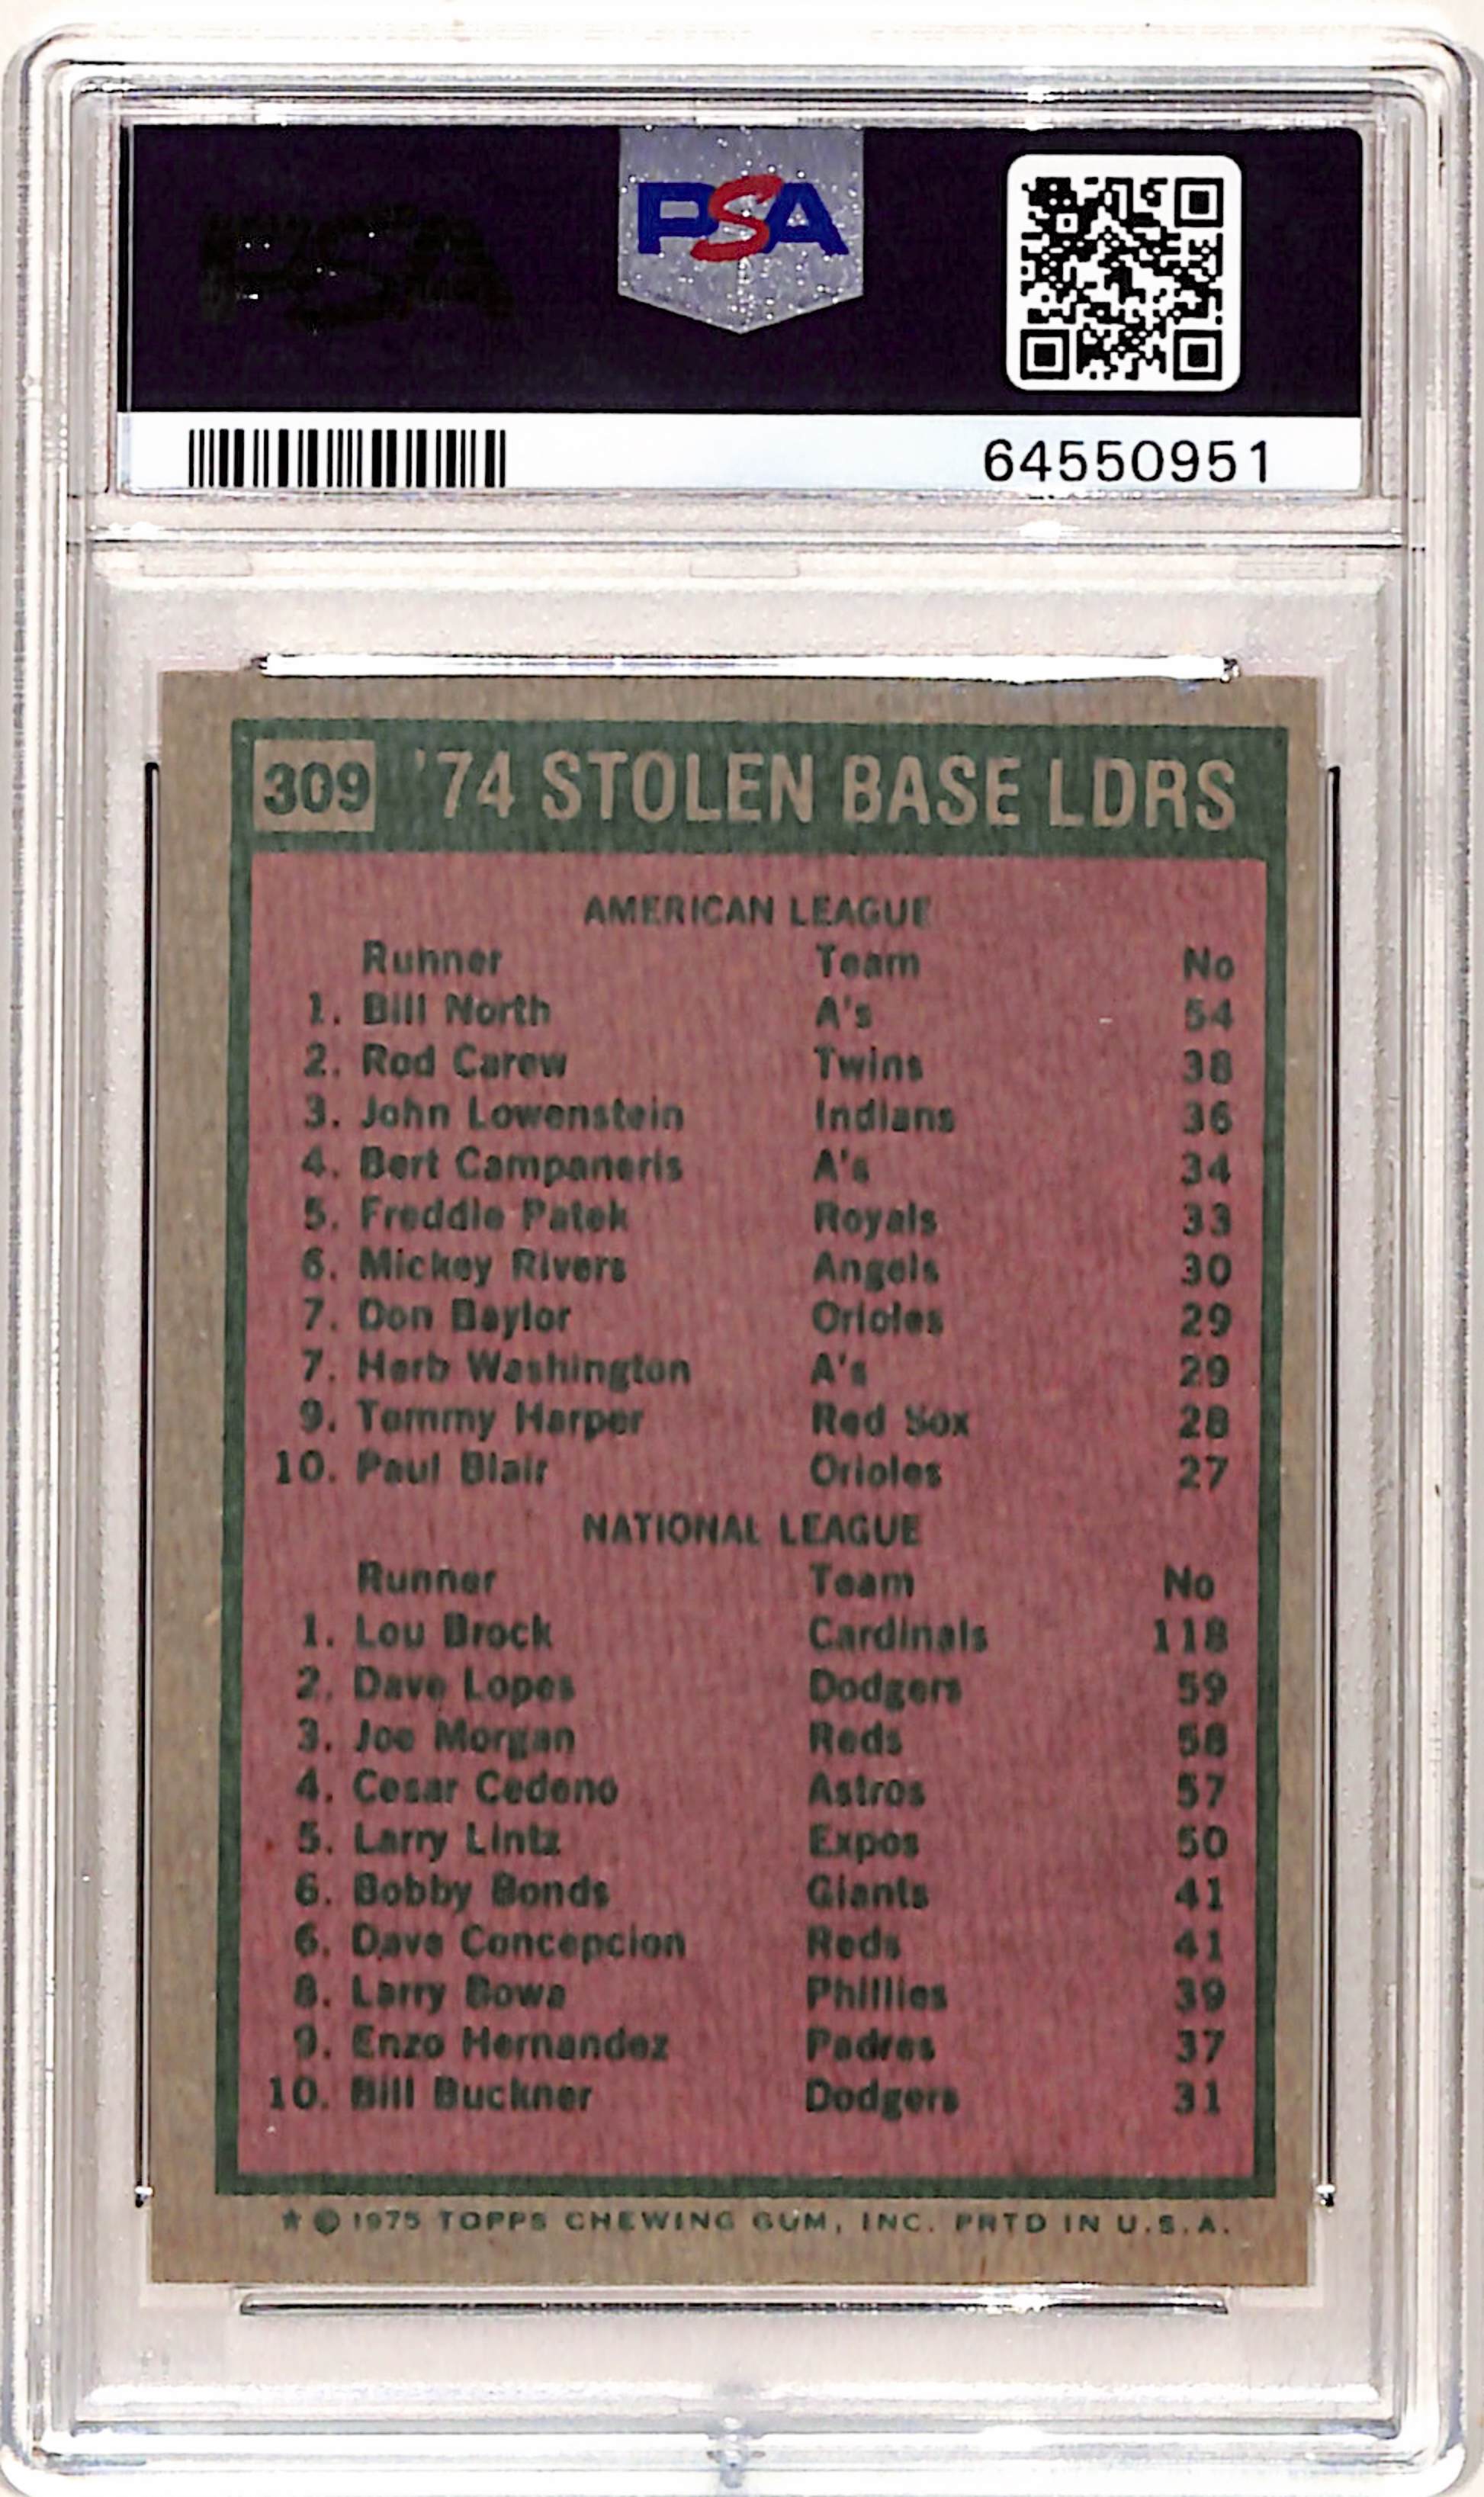 PSA
PSA
64550951
309 '74 STOLEN BASE LDRS
AMERICAN LEAGUE
Runner Team No
1. Bill North A's 54
2. Rod Carew Twins 38
3. John Lowenstein Indians 36
4. Bert Campaneris A's 34
5. Freddie Patek Royals 33
6. Mickey Rivers Angels 30
7. Don Baylor Orioles 29
7. Herb Washington A's 29
9. Tommy Harper Red Sox 28
10. Paul Blair Orioles 27
NATIONAL LEAGUE
Runner Team No
1. Lou Brock Cardinals 118
2. Dave Lopes Dodgers 59
3. Joe Morgan Reds 58
4. Cesar Cedeno Astros 57
5. Larry Lintz Expos 50
6. Bobby Bonds Giants 41
6. Dave Concepcion Reds 41
8. Larry Bowa Phillies 39
9. Enzo Hernandez Padres 37
10. Bill Buckner Dodgers 31
★ © 1975 TOPPS CHEWING GUM, INC. PRTD IN U.S.A.